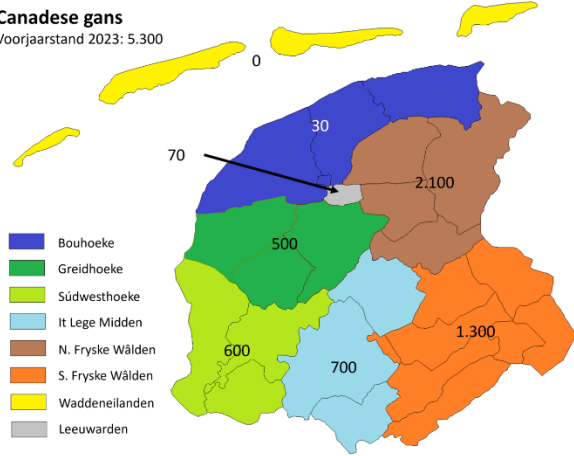 Canadese gans
Voorjaarstand 2023: 5.300
0
30
70
2.100
500
Bouhoeke
Greidhoeke
Súdwesthoeke
It Lege Midden
N. Fryske Wâlden
S. Fryske Wâlden
Waddeneilanden
Leeuwarden
1.300
600
700